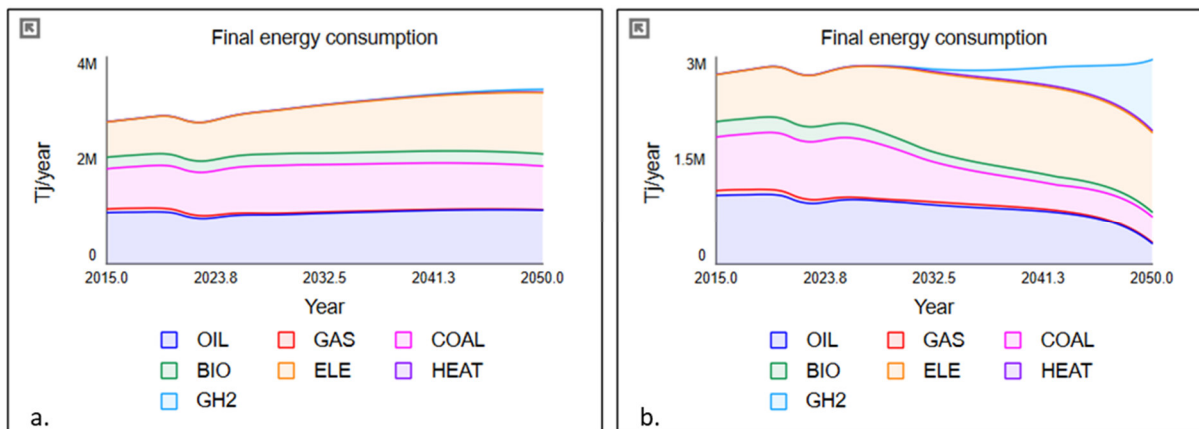 Final energy consumption
4M
2M
0
Tj/year
2015.0 2023.8 2032.5 2041.3 2050.0
Year
OIL GAS COAL
BIO ELE HEAT
GH2
a.
Final energy consumption
3M
1.5M
0
Tj/year
2015.0 2023.8 2032.5 2041.3 2050.0
Year
OIL GAS COAL
BIO ELE HEAT
GH2
b.